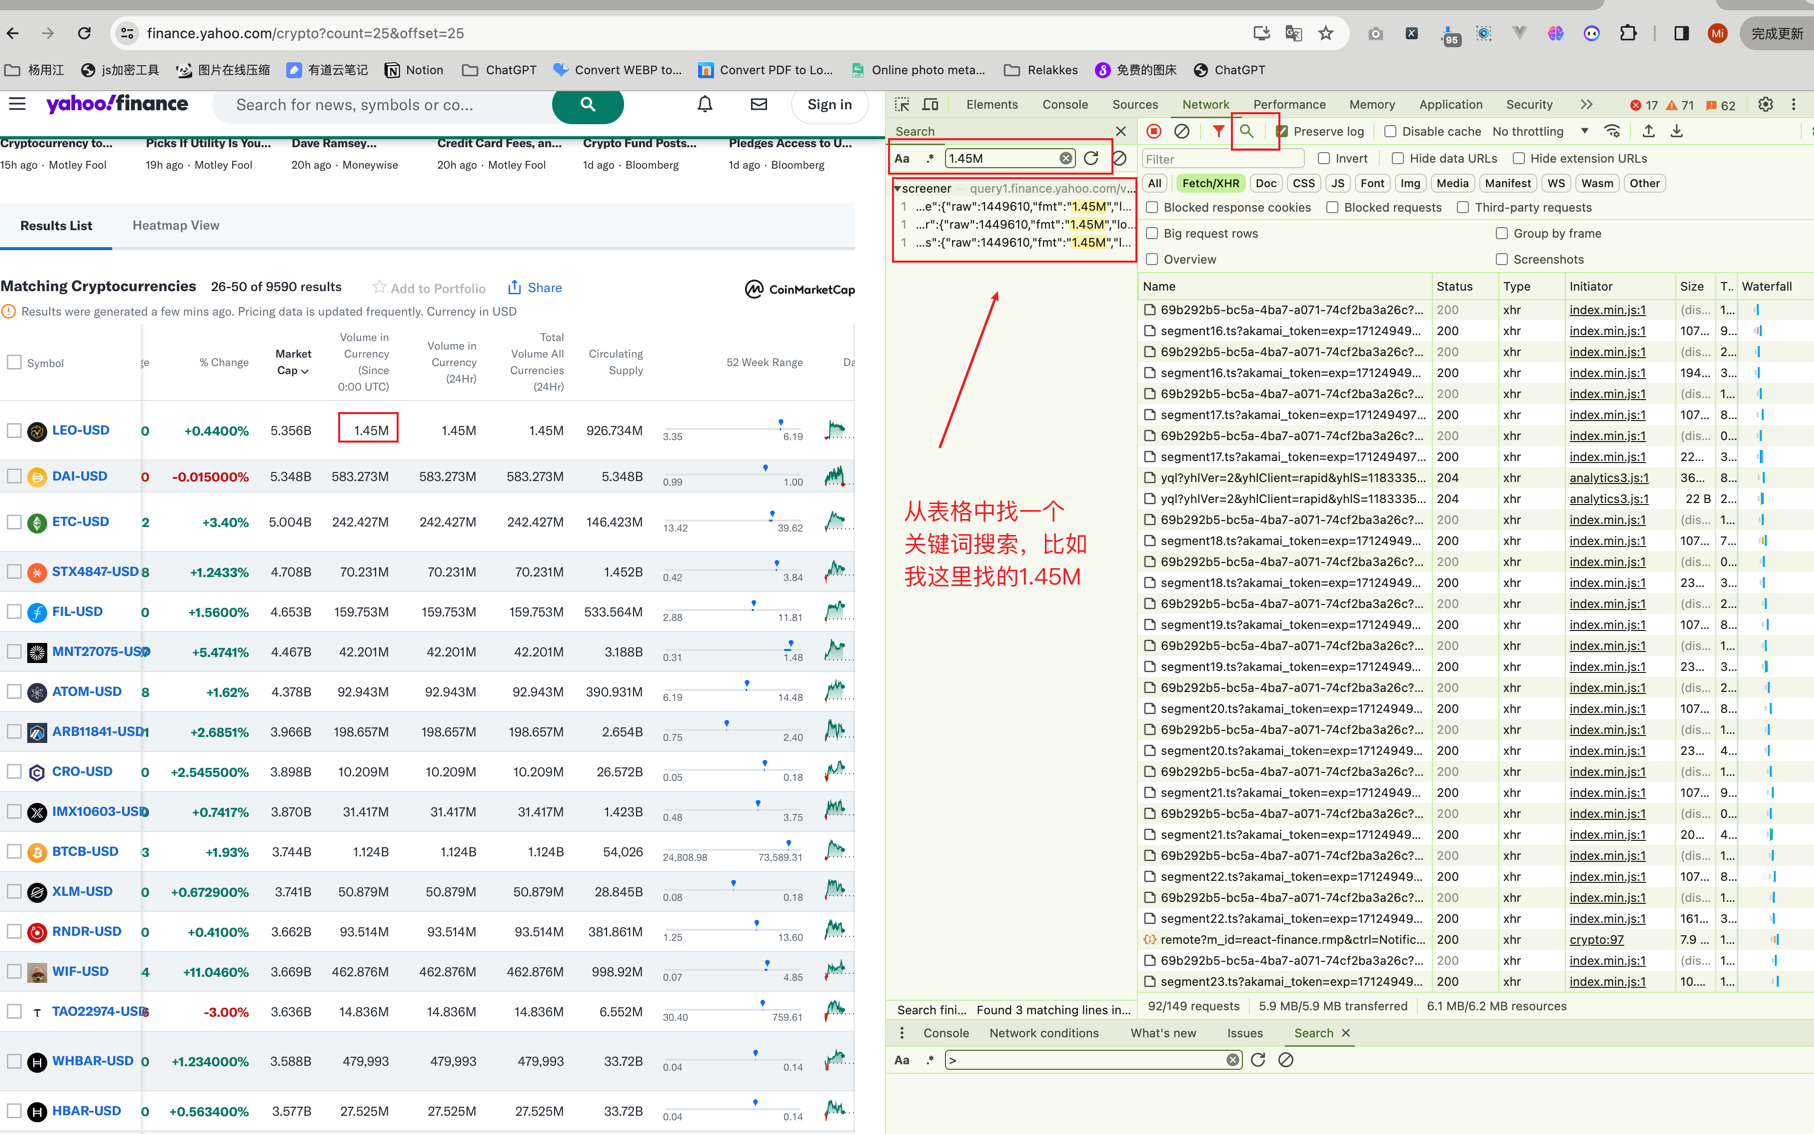 finance.yahoo.com/crypto?count=25&offset=25
95
Mi
完成更新
杨用江
js加密工具
图片在线压缩
有道云笔记
Notion
ChatGPT
Convert WEBP to...
Convert PDF to Lo...
Online photo meta...
Relakkes
免费的图床
ChatGPT
yahoo!finance
Search for news, symbols or co...
Sign in
Cryptocurrency to...
15h ago • Motley Fool
Picks If Utility Is You...
19h ago • Motley Fool
Dave Ramsey...
20h ago • Moneywise
Credit Card Fees, an...
20h ago • Motley Fool
Crypto Fund Posts...
1d ago • Bloomberg
Pledges Access to U...
1d ago • Bloomberg
Results List
Heatmap View
Matching Cryptocurrencies 26-50 of 9590 results Add to Portfolio Share
CoinMarketCap
Results were generated a few mins ago. Pricing data is updated frequently. Currency in USD
Symbol
ge
% Change
Market
Cap
Volume in
Currency
(Since
0:00 UTC)
Volume in
Currency
(24Hr)
Total
Volume All
Currencies
(24Hr)
Circulating
Supply
52 Week Range
Da
LEO-USD 0 +0.4400% 5.356B 1.45M 1.45M 1.45M 926.734M 3.35 6.19
DAI-USD 0 -0.015000% 5.348B 583.273M 583.273M 583.273M 5.348B 0.99 1.00
ETC-USD 2 +3.40% 5.004B 242.427M 242.427M 242.427M 146.423M 13.42 39.62
STX4847-USD 8 +1.2433% 4.708B 70.231M 70.231M 70.231M 1.452B 0.42 3.84
FIL-USD 0 +1.5600% 4.653B 159.753M 159.753M 159.753M 533.564M 2.88 11.81
MNT27075-USD +5.4741% 4.467B 42.201M 42.201M 42.201M 3.188B 0.31 1.48
ATOM-USD 8 +1.62% 4.378B 92.943M 92.943M 92.943M 390.931M 6.19 14.48
ARB11841-USD +2.6851% 3.966B 198.657M 198.657M 198.657M 2.654B 0.75 2.40
CRO-USD 0 +2.545500% 3.898B 10.209M 10.209M 10.209M 26.572B 0.05 0.18
IMX10603-USD +0.7417% 3.870B 31.417M 31.417M 31.417M 1.423B 0.48 3.75
BTCB-USD 3 +1.93% 3.744B 1.124B 1.124B 1.124B 54,026 24,808.98 73,589.31
XLM-USD 0 +0.672900% 3.741B 50.879M 50.879M 50.879M 28.845B 0.08 0.18
RNDR-USD 0 +0.4100% 3.662B 93.514M 93.514M 93.514M 381.861M 1.25 13.60
WIF-USD 4 +11.0460% 3.669B 462.876M 462.876M 462.876M 998.92M 0.07 4.85
TAO22974-USD -3.00% 3.636B 14.836M 14.836M 14.836M 6.552M 30.40 759.61
WHBAR-USD 0 +1.234000% 3.588B 479,993 479,993 479,993 33.72B 0.04 0.14
HBAR-USD 0 +0.563400% 3.577B 27.525M 27.525M 27.525M 33.72B 0.04 0.14
Elements Console Sources Network Performance Memory Application Security 17 71 62
Search
Aa .* 1.45M
screener — query1.finance.yahoo.com/v...
1 ...e":{"raw":1449610,"fmt":"1.45M","l...
1 ...r":{"raw":1449610,"fmt":"1.45M","lo...
1 ...s":{"raw":1449610,"fmt":"1.45M","l...
从表格中找一个
关键词搜索，比如
我这里找的1.45M
Search fini... Found 3 matching lines in...
Preserve log Disable cache No throttling
Filter Invert Hide data URLs Hide extension URLs
All Fetch/XHR Doc CSS JS Font Img Media Manifest WS Wasm Other
Blocked response cookies Blocked requests Third-party requests
Big request rows Group by frame
Overview Screenshots
Name Status Type Initiator Size T.. Waterfall
69b292b5-bc5a-4ba7-a071-74cf2ba3a26c?... 200 xhr index.min.js:1 (dis... 1...
segment16.ts?akamai_token=exp=17124949... 200 xhr index.min.js:1 107... 9...
69b292b5-bc5a-4ba7-a071-74cf2ba3a26c?... 200 xhr index.min.js:1 (dis... 2...
segment16.ts?akamai_token=exp=17124949... 200 xhr index.min.js:1 194... 3...
69b292b5-bc5a-4ba7-a071-74cf2ba3a26c?... 200 xhr index.min.js:1 (dis... 1...
segment17.ts?akamai_token=exp=171249497... 200 xhr index.min.js:1 107... 8...
69b292b5-bc5a-4ba7-a071-74cf2ba3a26c?... 200 xhr index.min.js:1 (dis... 0...
segment17.ts?akamai_token=exp=171249497... 200 xhr index.min.js:1 22... 3...
yql?yhlVer=2&yhlClient=rapid&yhlS=1183335... 204 xhr analytics3.js:1 36... 8...
yql?yhlVer=2&yhlClient=rapid&yhlS=1183335... 204 xhr analytics3.js:1 22 B 2...
69b292b5-bc5a-4ba7-a071-74cf2ba3a26c?... 200 xhr index.min.js:1 (dis... 1...
segment18.ts?akamai_token=exp=17124949... 200 xhr index.min.js:1 107... 7...
69b292b5-bc5a-4ba7-a071-74cf2ba3a26c?... 200 xhr index.min.js:1 (dis... 0...
segment18.ts?akamai_token=exp=17124949... 200 xhr index.min.js:1 23... 3...
69b292b5-bc5a-4ba7-a071-74cf2ba3a26c?... 200 xhr index.min.js:1 (dis... 2...
segment19.ts?akamai_token=exp=17124949... 200 xhr index.min.js:1 107... 8...
69b292b5-bc5a-4ba7-a071-74cf2ba3a26c?... 200 xhr index.min.js:1 (dis... 1...
segment19.ts?akamai_token=exp=17124949... 200 xhr index.min.js:1 23... 3...
69b292b5-bc5a-4ba7-a071-74cf2ba3a26c?... 200 xhr index.min.js:1 (dis... 2...
segment20.ts?akamai_token=exp=17124949... 200 xhr index.min.js:1 107... 8...
69b292b5-bc5a-4ba7-a071-74cf2ba3a26c?... 200 xhr index.min.js:1 (dis... 1...
segment20.ts?akamai_token=exp=17124949... 200 xhr index.min.js:1 23... 4...
69b292b5-bc5a-4ba7-a071-74cf2ba3a26c?... 200 xhr index.min.js:1 (dis... 1...
segment21.ts?akamai_token=exp=17124949... 200 xhr index.min.js:1 107... 9...
69b292b5-bc5a-4ba7-a071-74cf2ba3a26c?... 200 xhr index.min.js:1 (dis... 0...
segment21.ts?akamai_token=exp=17124949... 200 xhr index.min.js:1 20... 4...
69b292b5-bc5a-4ba7-a071-74cf2ba3a26c?... 200 xhr index.min.js:1 (dis... 1...
segment22.ts?akamai_token=exp=17124949... 200 xhr index.min.js:1 107... 8...
69b292b5-bc5a-4ba7-a071-74cf2ba3a26c?... 200 xhr index.min.js:1 (dis... 1...
segment22.ts?akamai_token=exp=17124949... 200 xhr index.min.js:1 161... 3...
remote?m_id=react-finance.rmp&ctrl=Notific... 200 xhr crypto:97 7.9 ... 1...
69b292b5-bc5a-4ba7-a071-74cf2ba3a26c?... 200 xhr index.min.js:1 (dis... 1...
segment23.ts?akamai_token=exp=17124949... 200 xhr index.min.js:1 10.... 4...
92/149 requests 5.9 MB/5.9 MB transferred 6.1 MB/6.2 MB resources
Console Network conditions What's new Issues Search
Aa .* >